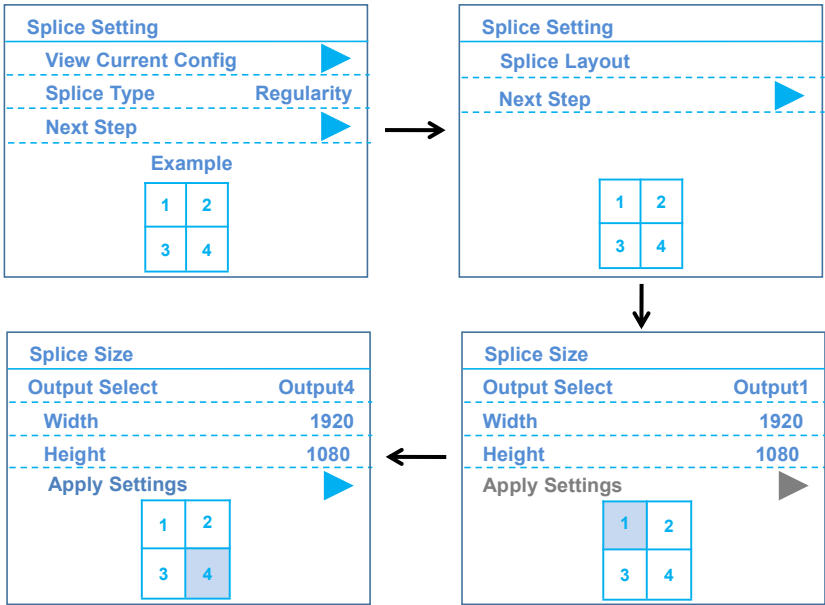 Splice Setting
View Current Config
Splice Type Regularity
Next Step
Example
1 2
3 4
Splice Setting
Splice Layout
Next Step
1 2
3 4
Splice Size
Output Select Output4
Width 1920
Height 1080
Apply Settings
1 2
3 4
Splice Size
Output Select Output1
Width 1920
Height 1080
Apply Settings
1 2
3 4